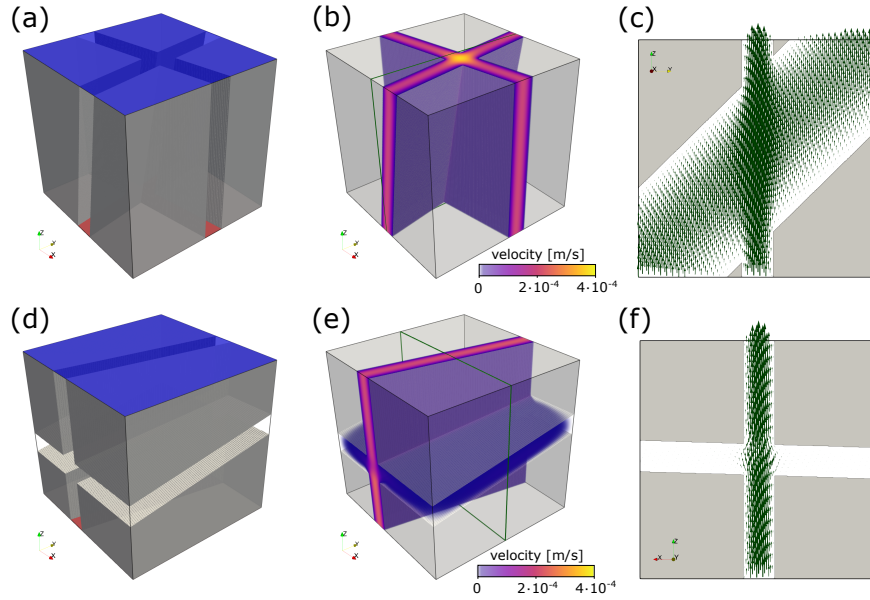 (a)
(b)
(c)
Z
Y
X
Z
Y
X
Z
X
Y
velocity [m/s]
0
2·10⁻⁴
4·10⁻⁴
(d)
(e)
(f)
Z
Y
X
Z
Y
X
Z
X
Y
velocity [m/s]
0
2·10⁻⁴
4·10⁻⁴